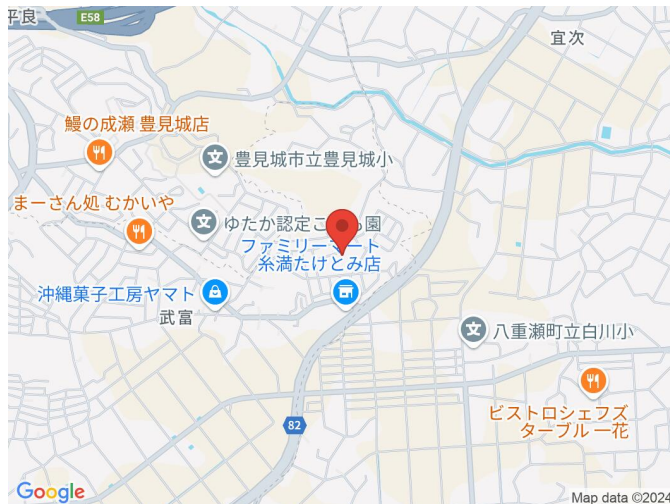 平良
E58
宜次
鰻の成瀬 豊見城店
豊見城市立豊見城小
まーさん処 むかいや
ゆたか認定こ
園
ファミリーマート
糸満たけとみ店
沖縄菓子工房ヤマト
武富
八重瀬町立白川小
82
ビストロシェフズ
ターブル 一花
Google
Map data ©2024